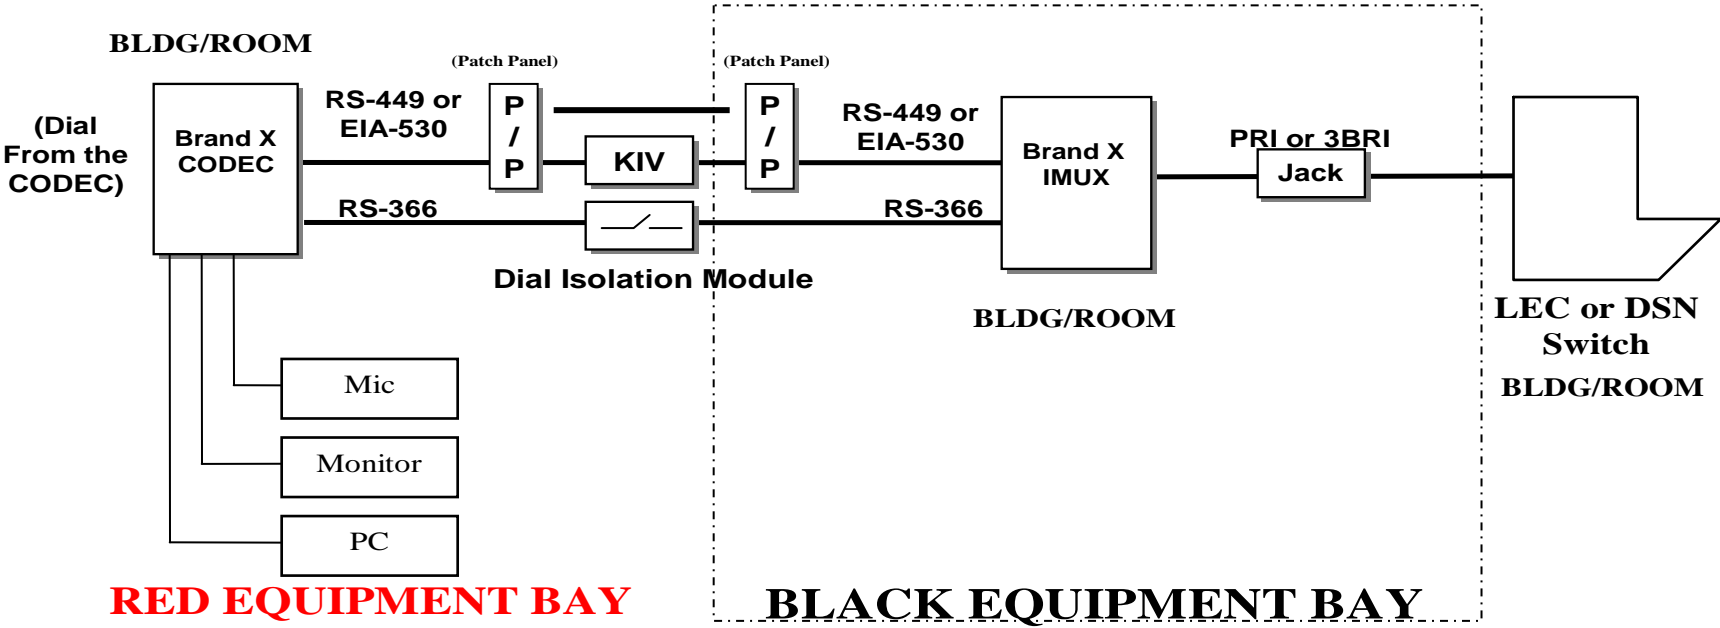 BLDG/ROOM
(Patch Panel)
(Patch Panel)
(Dial
From the
CODEC)
Brand X
CODEC
RS-449 or
EIA-530
P
/
P
KIV
P
/
P
RS-449 or
EIA-530
Brand X
IMUX
PRI or 3BRI
Jack
RS-366
RS-366
Dial Isolation Module
BLDG/ROOM
LEC or DSN
Switch
BLDG/ROOM
Mic
Monitor
PC
RED EQUIPMENT BAY
BLACK EQUIPMENT BAY